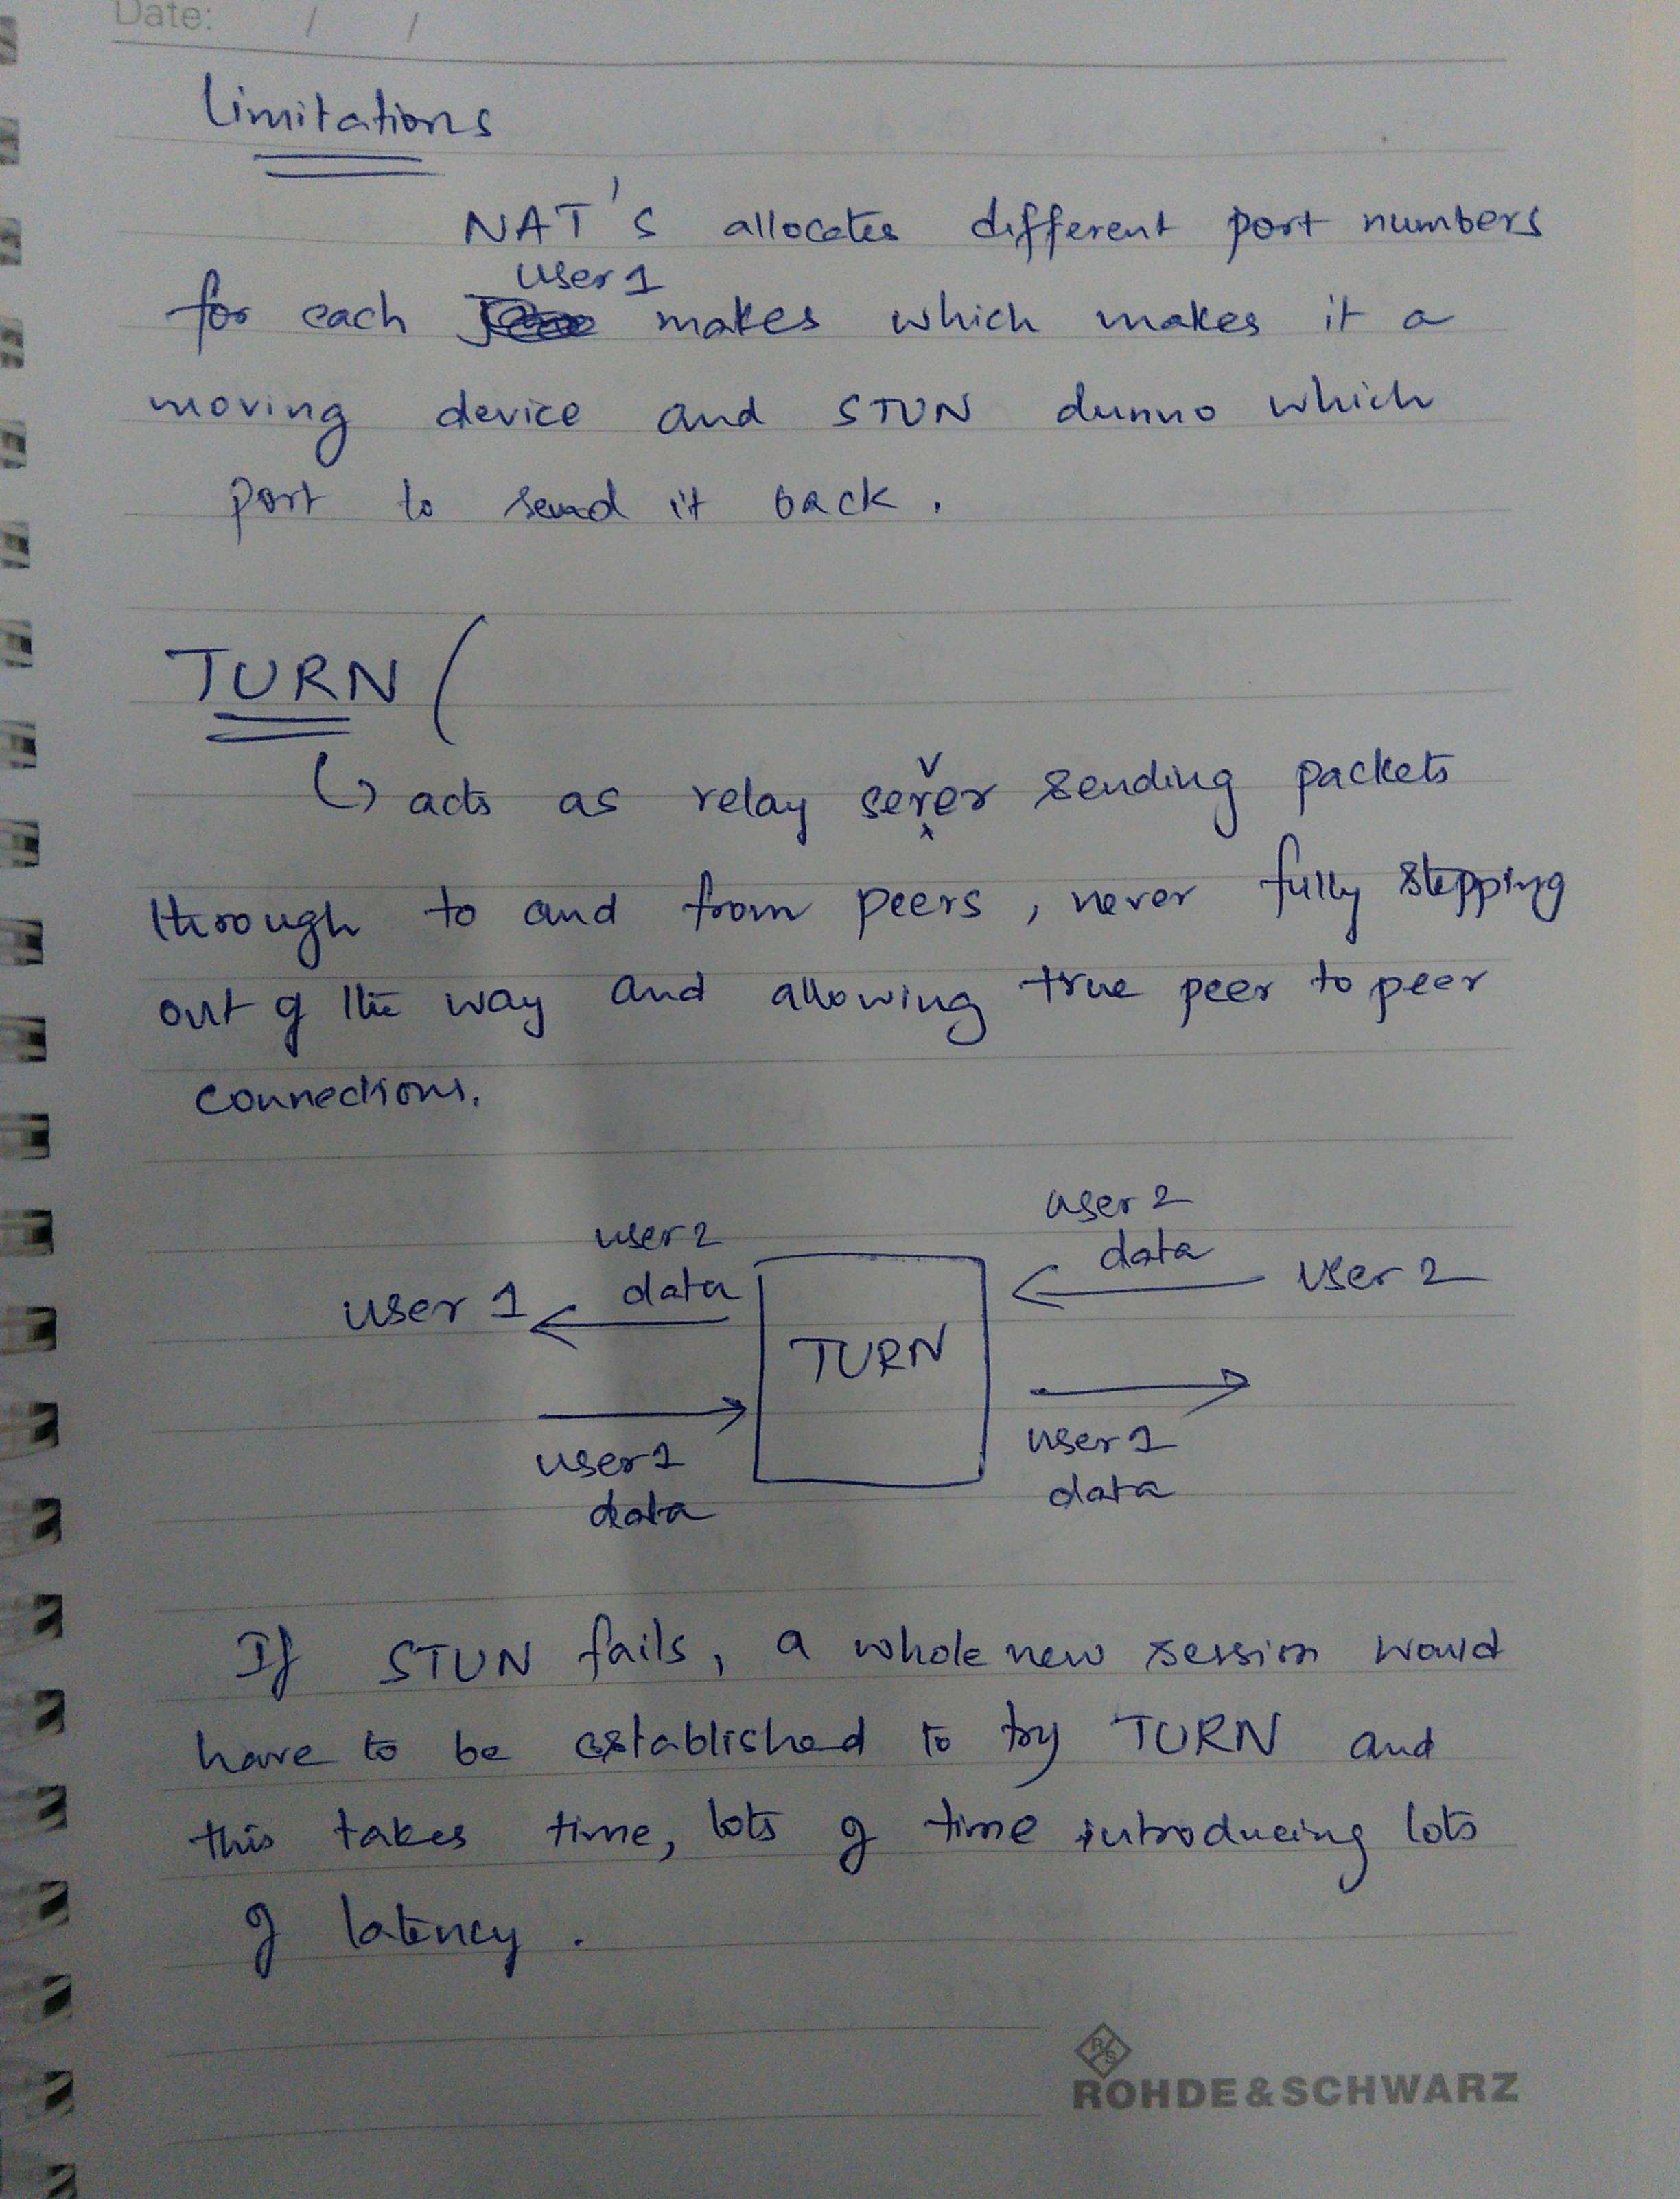 Date: / /
Limitations
NAT's allocates different port numbers
user 1
for each makes which makes it a
moving device and STUN dunno which
port to send it back.
TURN (
↳ acts as relay server sending packets
through to and from peers, never fully stepping
out of the way and allowing true peer to peer
connections.
user 2
data
user 2
data
user 1
user 2
TURN
user 1
data
user 1
data
If STUN fails, a whole new session would
have to be established to try TURN and
this takes time, lots of time introducing lots
of latency.
R/S
ROHDE & SCHWARZ